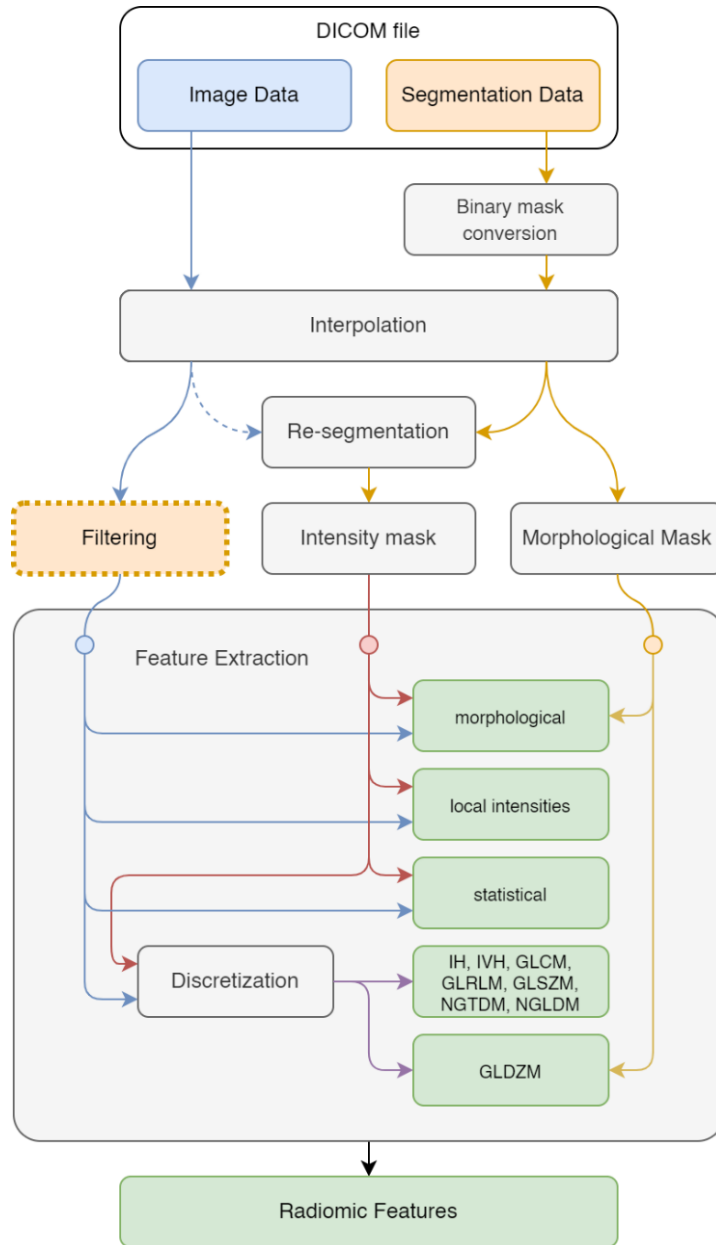 DICOM file
Image Data
Segmentation Data
Binary mask
conversion
Interpolation
Re-segmentation
Filtering
Intensity mask
Morphological Mask
Feature Extraction
morphological
local intensities
statistical
Discretization
IH, IVH, GLCM,
GLRLM, GLSZM,
NGTDM, NGLDM
GLDZM
Radiomic Features